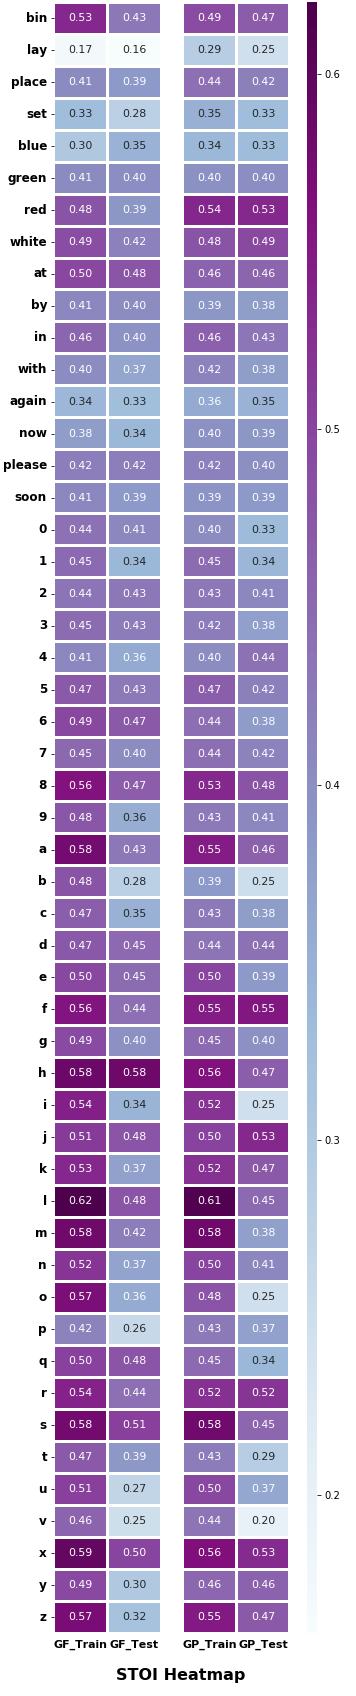 bin 0.53 0.43 0.49 0.47
lay 0.17 0.16 0.29 0.25
0.6
place 0.41 0.39 0.44 0.42
set 0.33 0.28 0.35 0.33
blue 0.30 0.35 0.34 0.33
green 0.41 0.40 0.40 0.40
red 0.48 0.39 0.54 0.53
white 0.49 0.42 0.48 0.49
at 0.50 0.48 0.46 0.46
by 0.41 0.40 0.39 0.38
in 0.46 0.40 0.46 0.43
with 0.40 0.37 0.42 0.38
again 0.34 0.33 0.36 0.35
0.5
now 0.38 0.34 0.40 0.39
please 0.42 0.42 0.42 0.40
soon 0.41 0.39 0.39 0.39
0 0.44 0.41 0.40 0.33
1 0.45 0.34 0.45 0.34
2 0.44 0.43 0.43 0.41
3 0.45 0.43 0.42 0.38
4 0.41 0.36 0.40 0.44
5 0.47 0.43 0.47 0.42
6 0.49 0.47 0.44 0.38
7 0.45 0.40 0.44 0.42
8 0.56 0.47 0.53 0.48 0.4
9 0.48 0.36 0.43 0.41
a 0.58 0.43 0.55 0.46
b 0.48 0.28 0.39 0.25
c 0.47 0.35 0.43 0.38
d 0.47 0.45 0.44 0.44
e 0.50 0.45 0.50 0.39
f 0.56 0.44 0.55 0.55
g 0.49 0.40 0.45 0.40
h 0.58 0.58 0.56 0.47
i 0.54 0.34 0.52 0.25
j 0.51 0.48 0.50 0.53 0.3
k 0.53 0.37 0.52 0.47
l 0.62 0.48 0.61 0.45
m 0.58 0.42 0.58 0.38
n 0.52 0.37 0.50 0.41
o 0.57 0.36 0.48 0.25
p 0.42 0.26 0.43 0.37
q 0.50 0.48 0.45 0.34
r 0.54 0.44 0.52 0.52
s 0.58 0.51 0.58 0.45
t 0.47 0.39 0.43 0.29
u 0.51 0.27 0.50 0.37 0.2
v 0.46 0.25 0.44 0.20
x 0.59 0.50 0.56 0.53
y 0.49 0.30 0.46 0.46
z 0.57 0.32 0.55 0.47
GF_Train GF_Test GP_Train GP_Test
STOI Heatmap